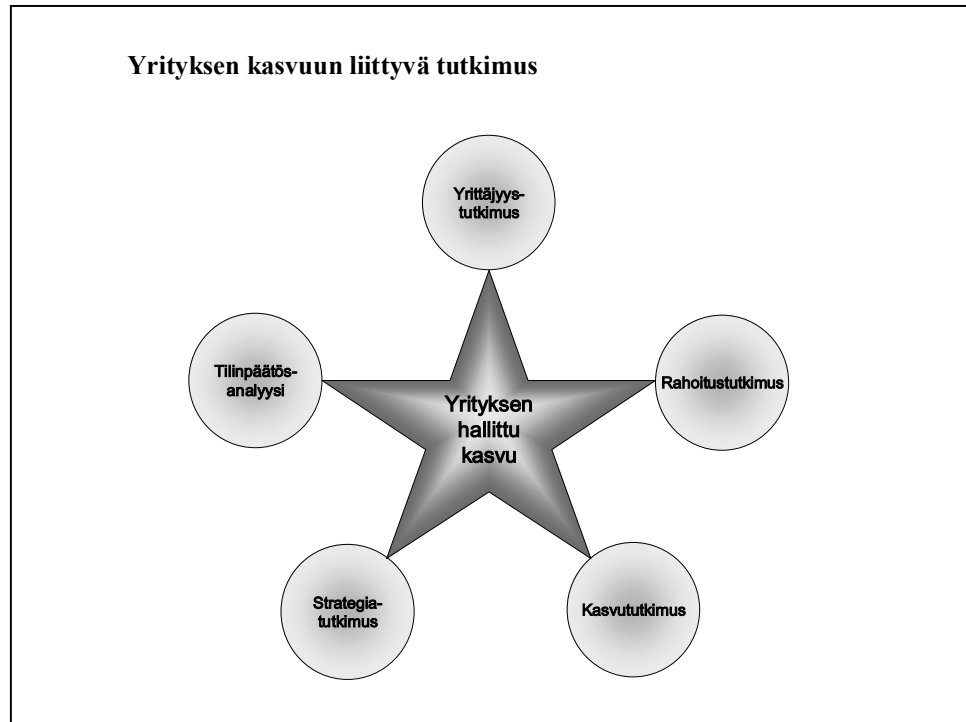 Yrityksen kasvuun liittyvä tutkimus
Yrittäjyys-
tutkimus
Tilinpäätös-
analyysi
Rahoitustutkimus
Yrityksen
hallittu
kasvu
Strategia-
tutkimus
Kasvututkimus